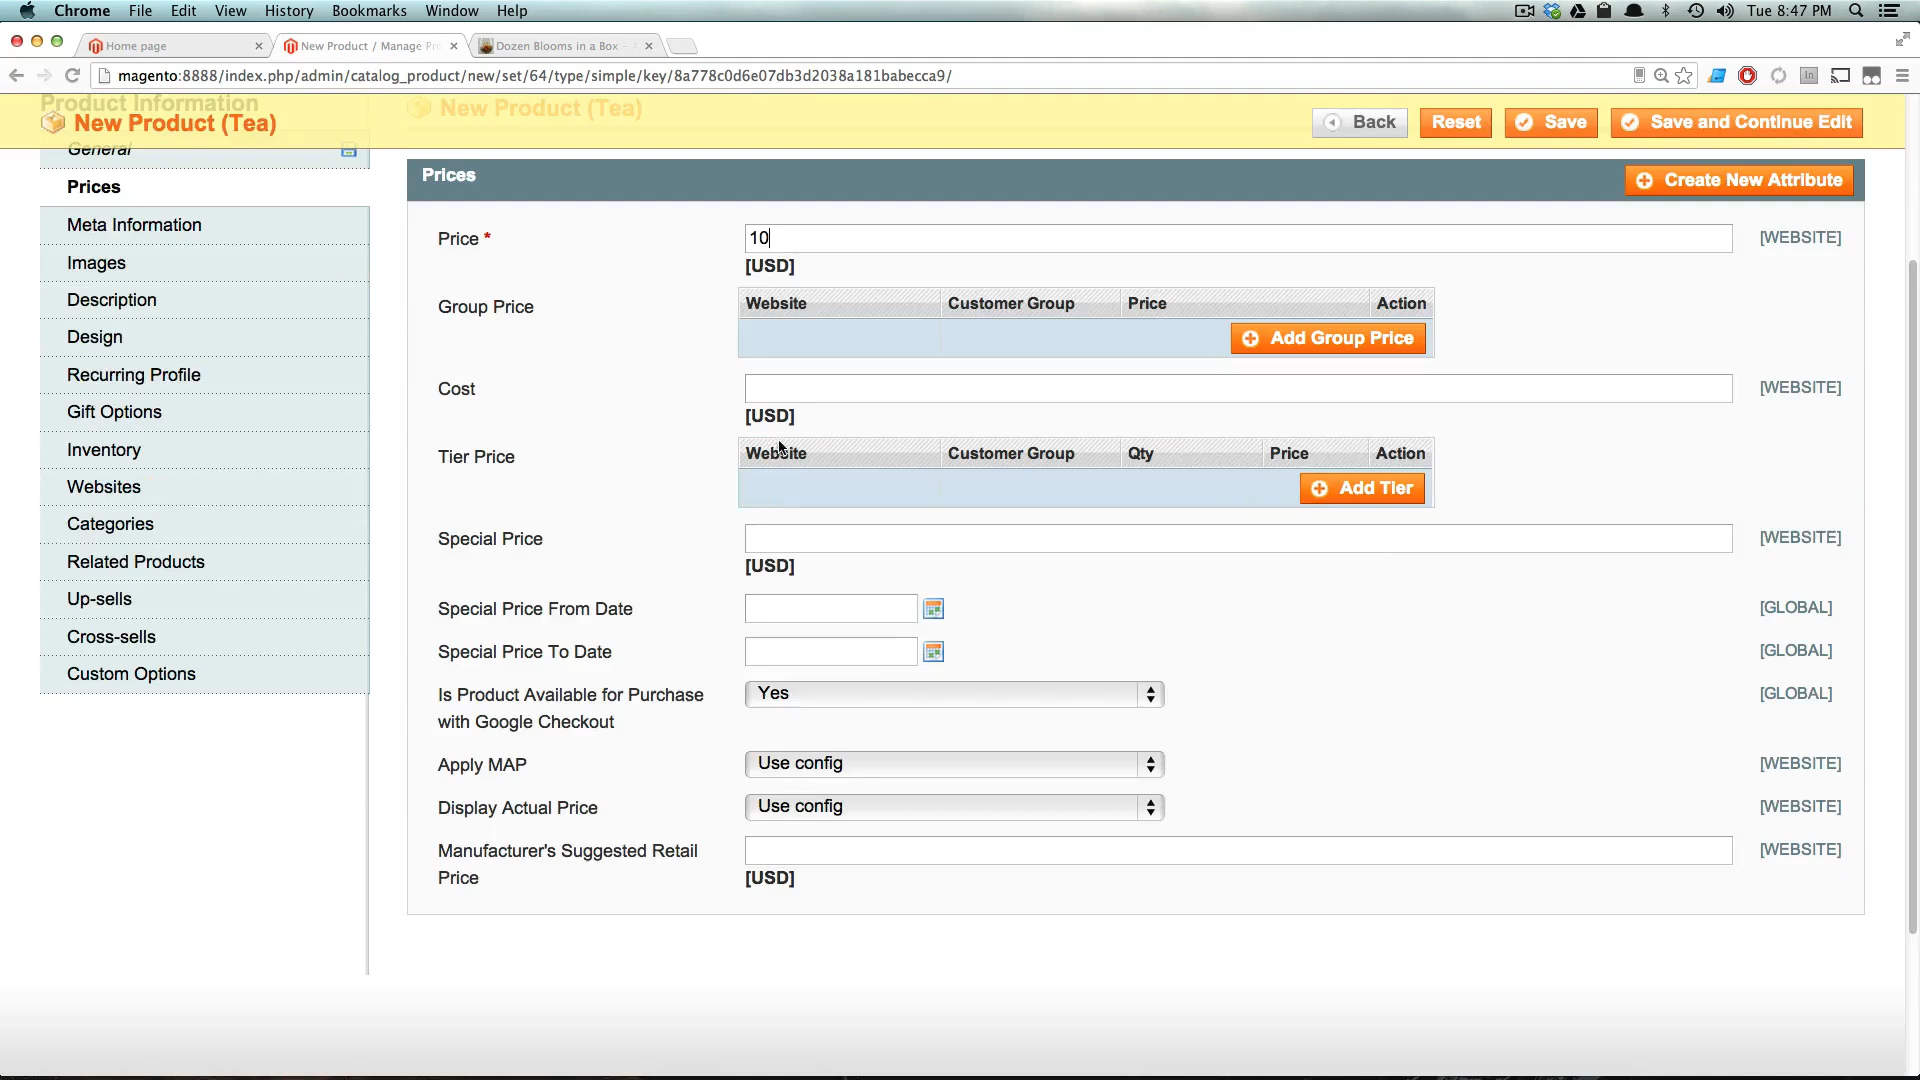 Chrome File Edit View History Bookmarks Window Help Tue 8:47 PM
Home page New Product / Manage Pr Dozen Blooms in a Box -
magento:8888/index.php/admin/catalog_product/new/set/64/type/simple/key/8a778c0d6e07db3d2038a181babecca9/
Product Information
New Product (Tea)
New Product (Tea)
Back Reset Save Save and Continue Edit
General
Prices
Meta Information
Images
Description
Design
Recurring Profile
Gift Options
Inventory
Websites
Categories
Related Products
Up-sells
Cross-sells
Custom Options
Prices Create New Attribute
Price * 10 [WEBSITE]
[USD]
Group Price Website Customer Group Price Action
Add Group Price
Cost [WEBSITE]
[USD]
Tier Price Website Customer Group Qty Price Action
Add Tier
Special Price [WEBSITE]
[USD]
Special Price From Date [GLOBAL]
Special Price To Date [GLOBAL]
Is Product Available for Purchase Yes [GLOBAL]
with Google Checkout
Apply MAP Use config [WEBSITE]
Display Actual Price Use config [WEBSITE]
Manufacturer's Suggested Retail [WEBSITE]
Price [USD]